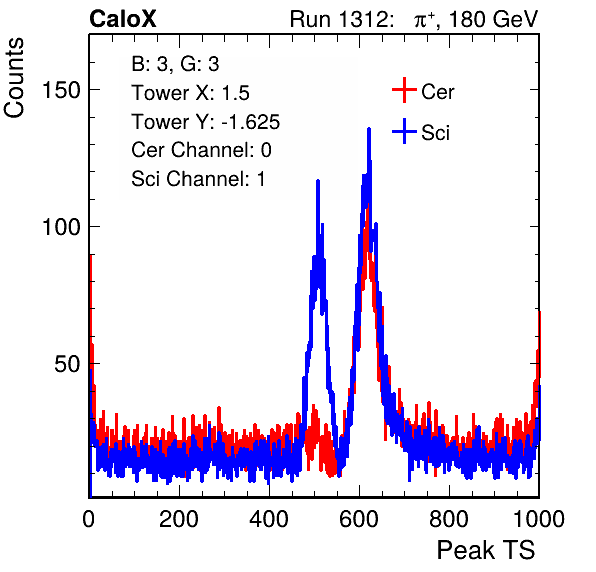 CaloX Run 1312: π⁺, 180 GeV
B: 3, G: 3
Tower X: 1.5
Tower Y: -1.625
Cer Channel: 0
Sci Channel: 1
Cer
Sci
Counts
150
100
50
0 200 400 600 800 1000
Peak TS